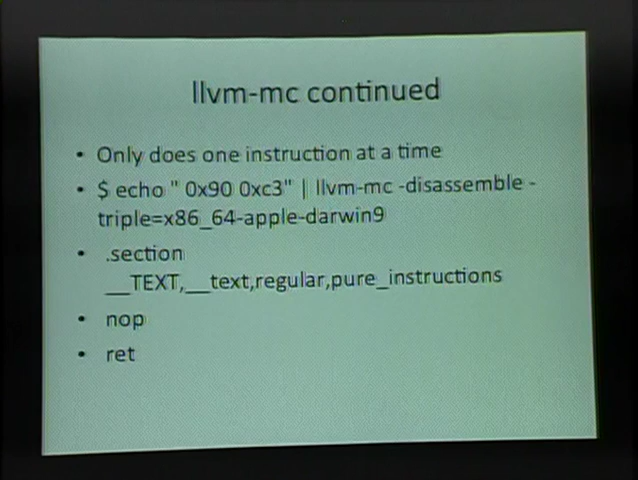 llvm-mc continued
• Only does one instruction at a time
• $ echo " 0x90 0xc3" | llvm-mc -disassemble -
triple=x86_64-apple-darwin9
• .section
__TEXT,__text,regular,pure_instructions
• nop
• ret